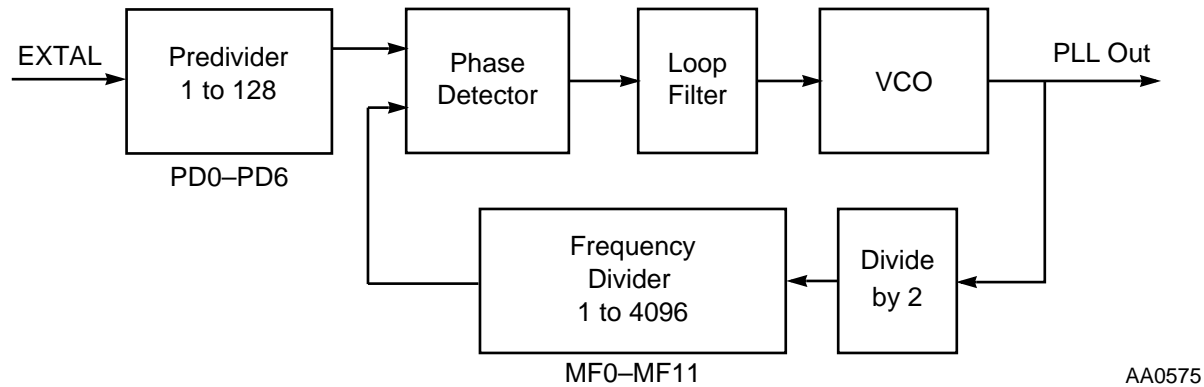 EXTAL
Predivider
1 to 128
PD0–PD6
Phase
Detector
Loop
Filter
VCO
PLL Out
Frequency
Divider
1 to 4096
MF0–MF11
Divide
by 2
AA0575